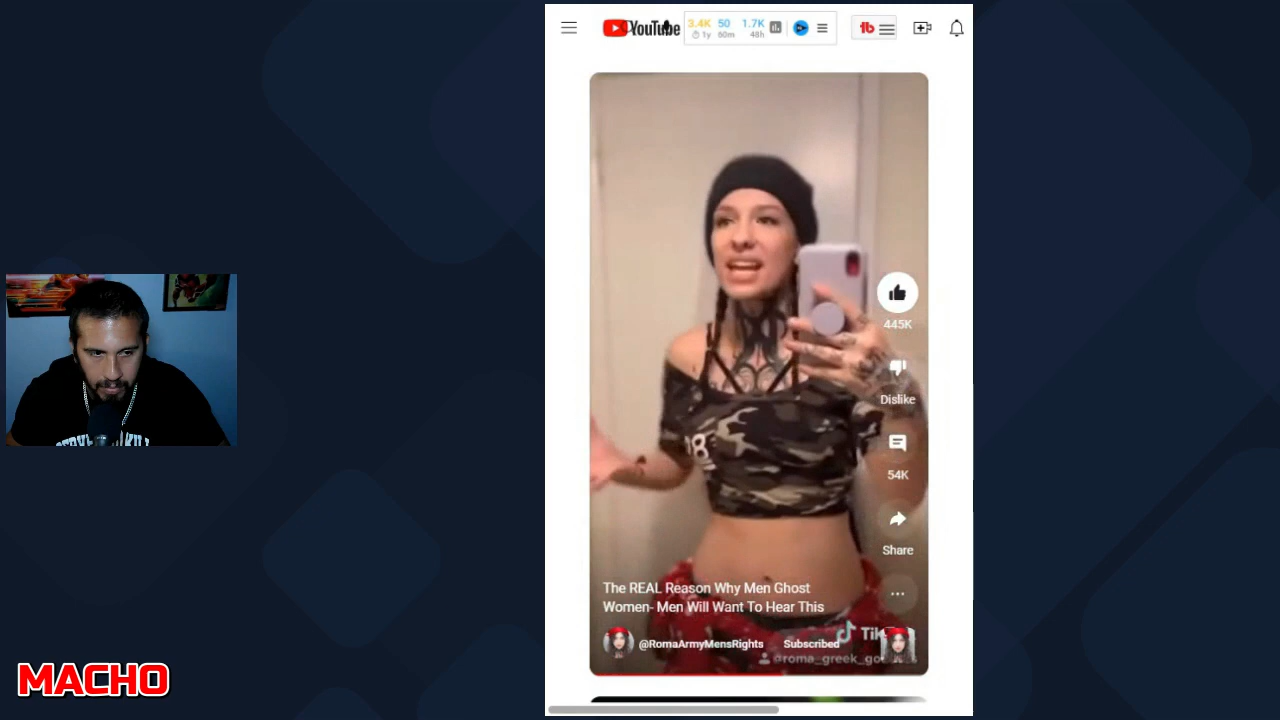 YouTube
3.4K 50 1.7K
1y 60m 48h
445K
Dislike
54K
Share
The REAL Reason Why Men Ghost
Women- Men Will Want To Hear This
@RomaArmyMensRights Subscribed
MACHO